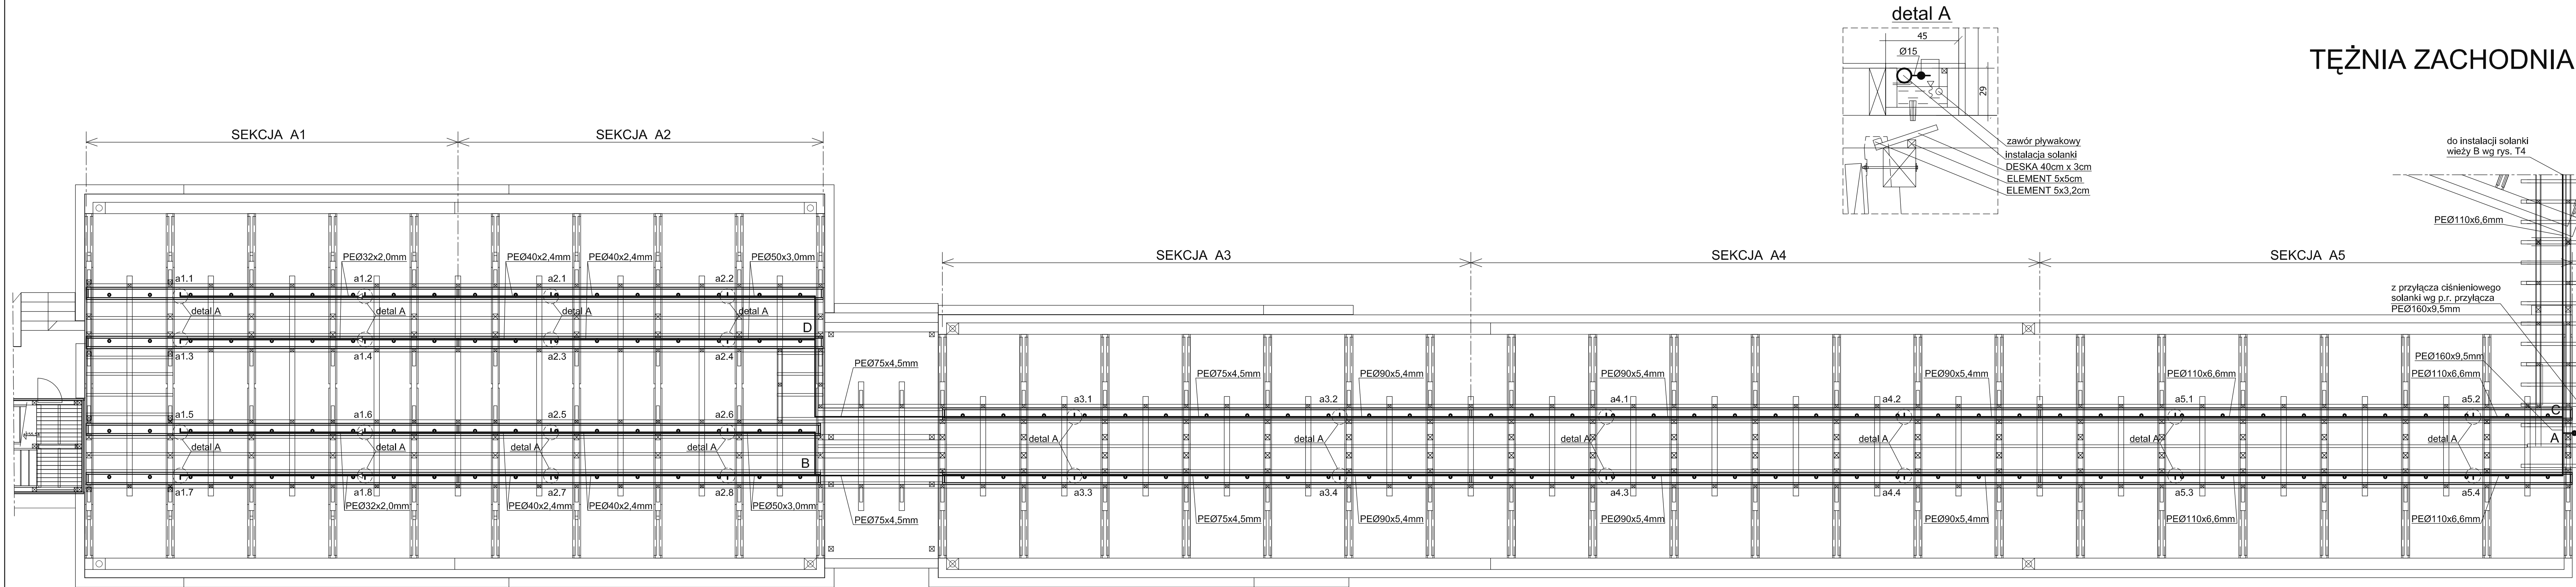 detal A
45
Ø15
29
zawór pływakowy
instalacja solanki
DESKA 40cm x 3cm
ELEMENT 5x5cm
ELEMENT 5x3,2cm
TĘŻNIA ZACHODNIA
do instalacji solanki
wieży B wg rys. T4
PEØ110x6,6mm
SEKCJA A1
SEKCJA A2
SEKCJA A3
SEKCJA A4
SEKCJA A5
PEØ32x2,0mm
PEØ40x2,4mm
PEØ40x2,4mm
PEØ50x3,0mm
a1.1
a1.2
a2.1
a2.2
detal A
detal A
detal A
detal A
D
a1.3
a1.4
a2.3
a2.4
z przyłącza ciśnieniowego
solanki wg p.r. przyłącza
PEØ160x9,5mm
PEØ75x4,5mm
PEØ75x4,5mm
PEØ90x5,4mm
PEØ90x5,4mm
PEØ90x5,4mm
PEØ110x6,6mm
PEØ160x9,5mm
PEØ110x6,6mm
a3.1
a3.2
a4.1
a4.2
a5.1
a5.2
C
a1.5
a1.6
a2.5
a2.6
detal A
detal A
detal A
detal A
detal A
detal A
detal A
detal A
detal A
detal A
A
B
a1.7
a1.8
a2.7
a2.8
a3.3
a3.4
a4.3
a4.4
a5.3
a5.4
PEØ32x2,0mm
PEØ40x2,4mm
PEØ40x2,4mm
PEØ50x3,0mm
PEØ75x4,5mm
PEØ75x4,5mm
PEØ90x5,4mm
PEØ90x5,4mm
PEØ90x5,4mm
PEØ110x6,6mm
PEØ110x6,6mm